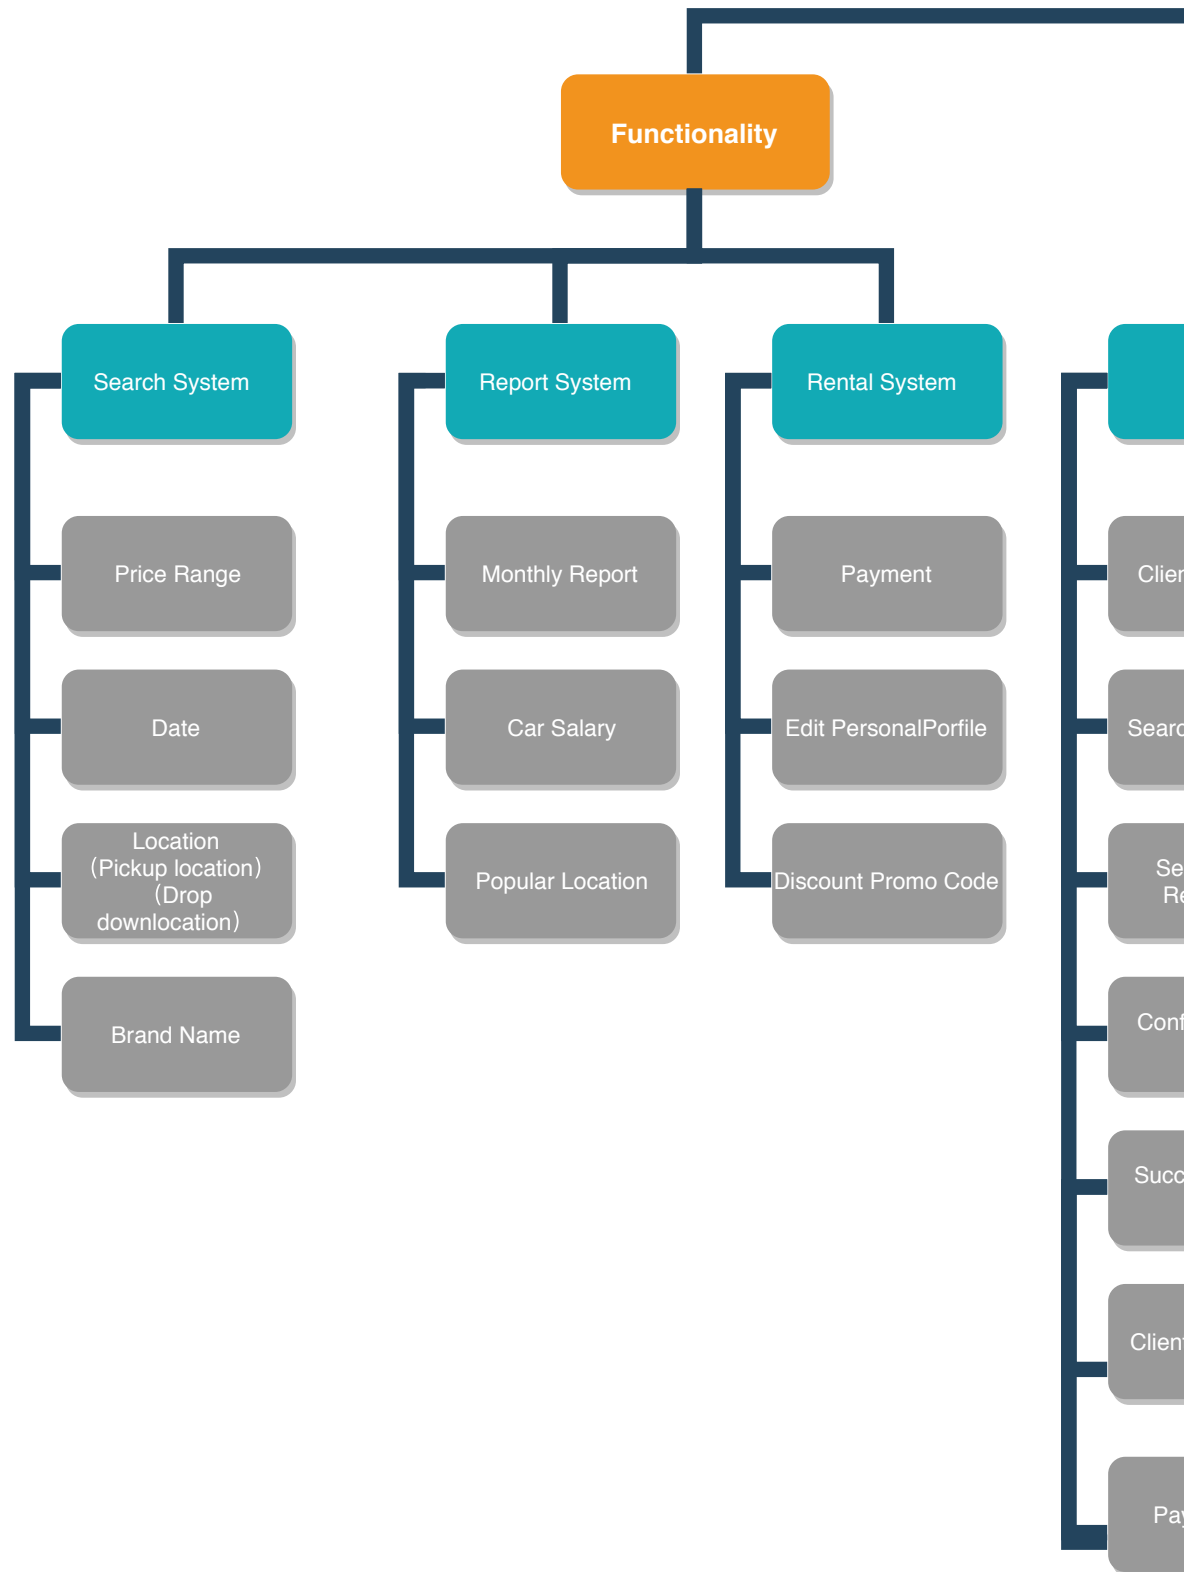 Functionality
Search System
Report System
Rental System
Price Range
Monthly Report
Payment
Date
Car Salary
Edit PersonalPorfile
Location
（Pickup location）
（Drop
downlocation）
Popular Location
Discount Promo Code
Brand Name